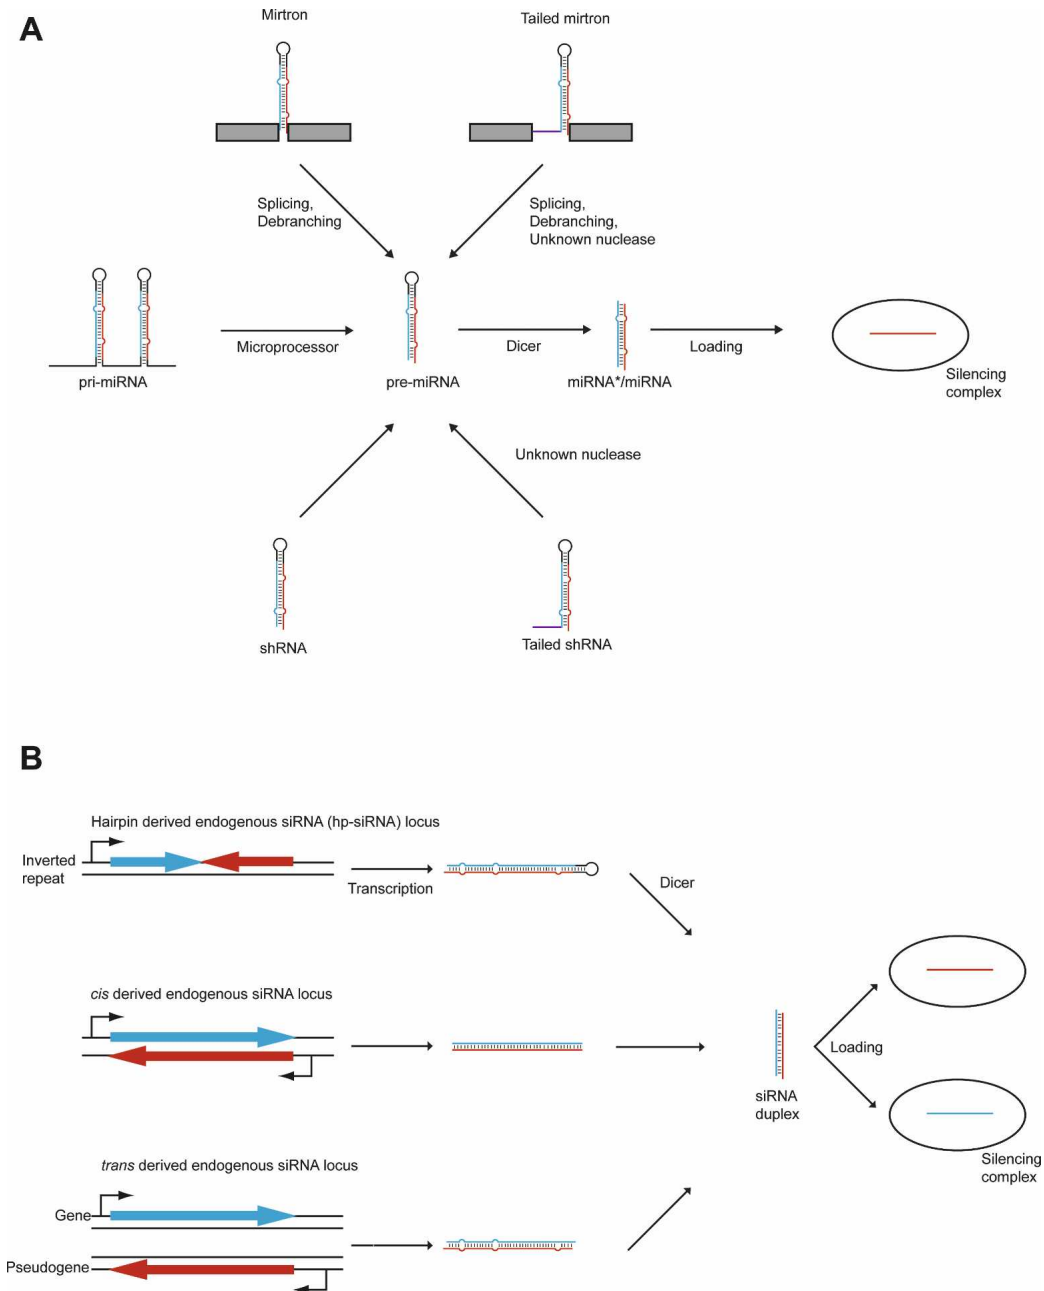 A
Mirtron
Tailed mirtron
Splicing,
Debranching
Splicing,
Debranching,
Unknown nuclease
pri-miRNA
Microprocessor
pre-miRNA
Dicer
miRNA*/miRNA
Loading
Silencing
complex
Unknown nuclease
shRNA
Tailed shRNA
B
Hairpin derived endogenous siRNA (hp-siRNA) locus
Inverted
repeat
Transcription
Dicer
cis derived endogenous siRNA locus
siRNA
duplex
Loading
Silencing
complex
trans derived endogenous siRNA locus
Gene
Pseudogene